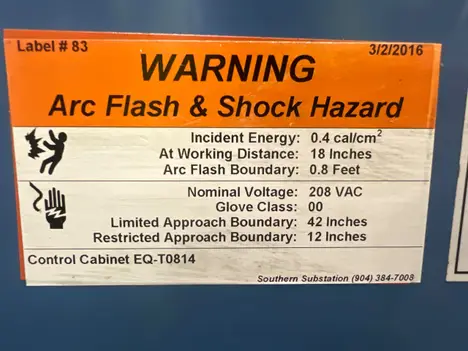 Label # 83 3/2/2016
WARNING
Arc Flash & Shock Hazard
Incident Energy: 0.4 cal/cm²
At Working Distance: 18 Inches
Arc Flash Boundary: 0.8 Feet
Nominal Voltage: 208 VAC
Glove Class: 00
Limited Approach Boundary: 42 Inches
Restricted Approach Boundary: 12 Inches
Control Cabinet EQ-T0814
Southern Substation (904) 384-7008